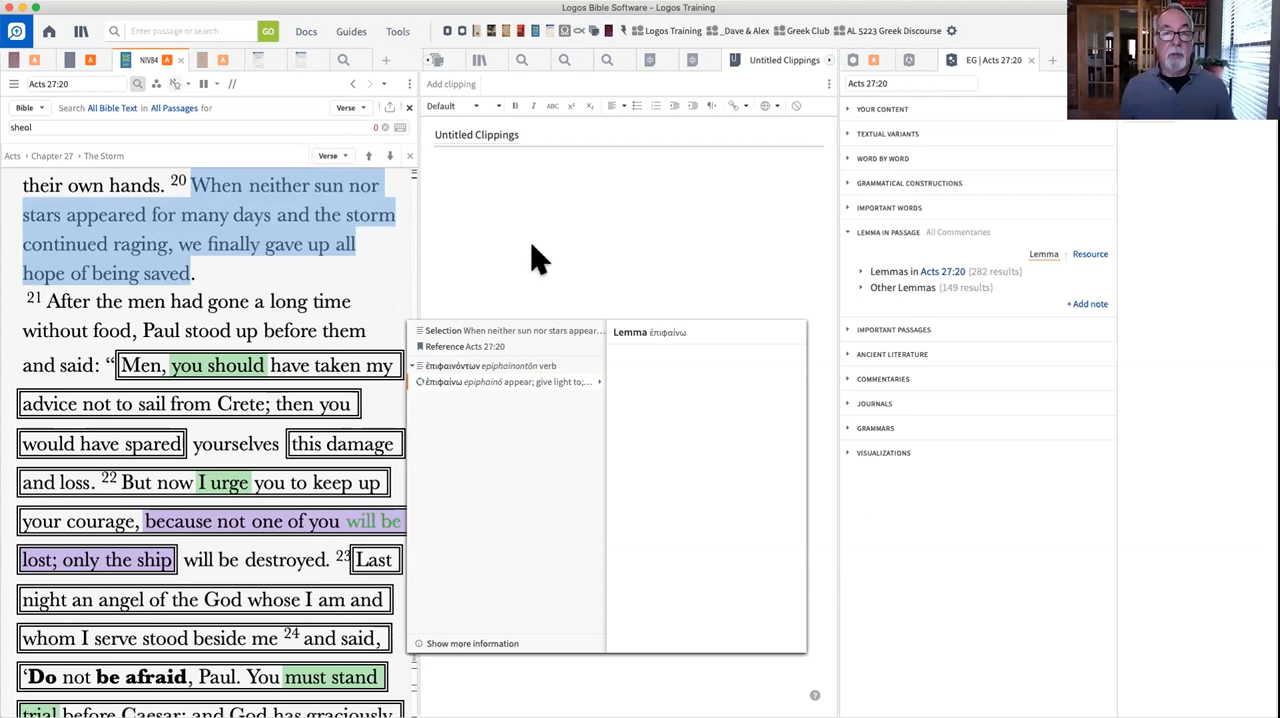 Logos Bible Software - Logos Training
Enter passage or search
GO
Docs
Guides
Tools
Logos Training
_Dave & Alex
Greek Club
AL 5223 Greek Discourse
A
A
NIV84
A
A
Untitled Clippings
A
EG | Acts 27:20
Acts 27:20
Bible
Search All Bible Text in All Passages for
Verse
sheol
0
Acts
Chapter 27
The Storm
Verse
their own hands. 20 When neither sun nor
stars appeared for many days and the storm
continued raging, we finally gave up all
hope of being saved.
21 After the men had gone a long time
without food, Paul stood up before them
and said: “Men, you should have taken my
advice not to sail from Crete; then you
would have spared yourselves this damage
and loss. 22 But now I urge you to keep up
your courage, because not one of you will be
lost; only the ship will be destroyed. 23 Last
night an angel of the God whose I am and
whom I serve stood beside me 24 and said,
‘Do not be afraid, Paul. You must stand
trial before Caesar; and God has graciously
Add clipping
Default
B
I
ABC
x²
x₂
Untitled Clippings
Selection When neither sun nor stars appear...
Reference Acts 27:20
ἐπιφαινόντων epiphainontōn verb
ἐπιφαίνω epiphainō appear; give light to;...
Show more information
Lemma ἐπιφαίνω
?
Acts 27:20
YOUR CONTENT
TEXTUAL VARIANTS
WORD BY WORD
GRAMMATICAL CONSTRUCTIONS
IMPORTANT WORDS
LEMMA IN PASSAGE All Commentaries
Lemma Resource
Lemmas in Acts 27:20 (282 results)
Other Lemmas (149 results)
+ Add note
IMPORTANT PASSAGES
ANCIENT LITERATURE
COMMENTARIES
JOURNALS
GRAMMARS
VISUALIZATIONS